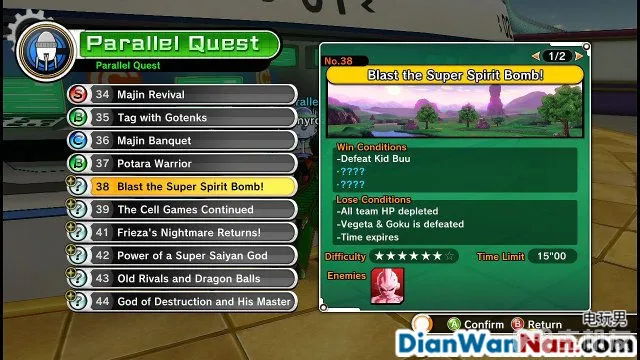 Parallel Quest
Parallel Quest
S 34 Majin Revival
B 35 Tag with Gotenks
C 36 Majin Banquet
B 37 Potara Warrior
? 38 Blast the Super Spirit Bomb!
? 39 The Cell Games Continued
? 41 Frieza's Nightmare Returns!
? 42 Power of a Super Saiyan God
? 43 Old Rivals and Dragon Balls
? 44 God of Destruction and His Master
1/2
No.38
Blast the Super Spirit Bomb!
Win Conditions
-Defeat Kid Buu
-????
-????
Lose Conditions
-All team HP depleted
-Vegeta & Goku is defeated
-Time expires
Difficulty ★★★★★★☆ Time Limit 15"00
Enemies
A Confirm B Return
电玩男
DianWanNan.com